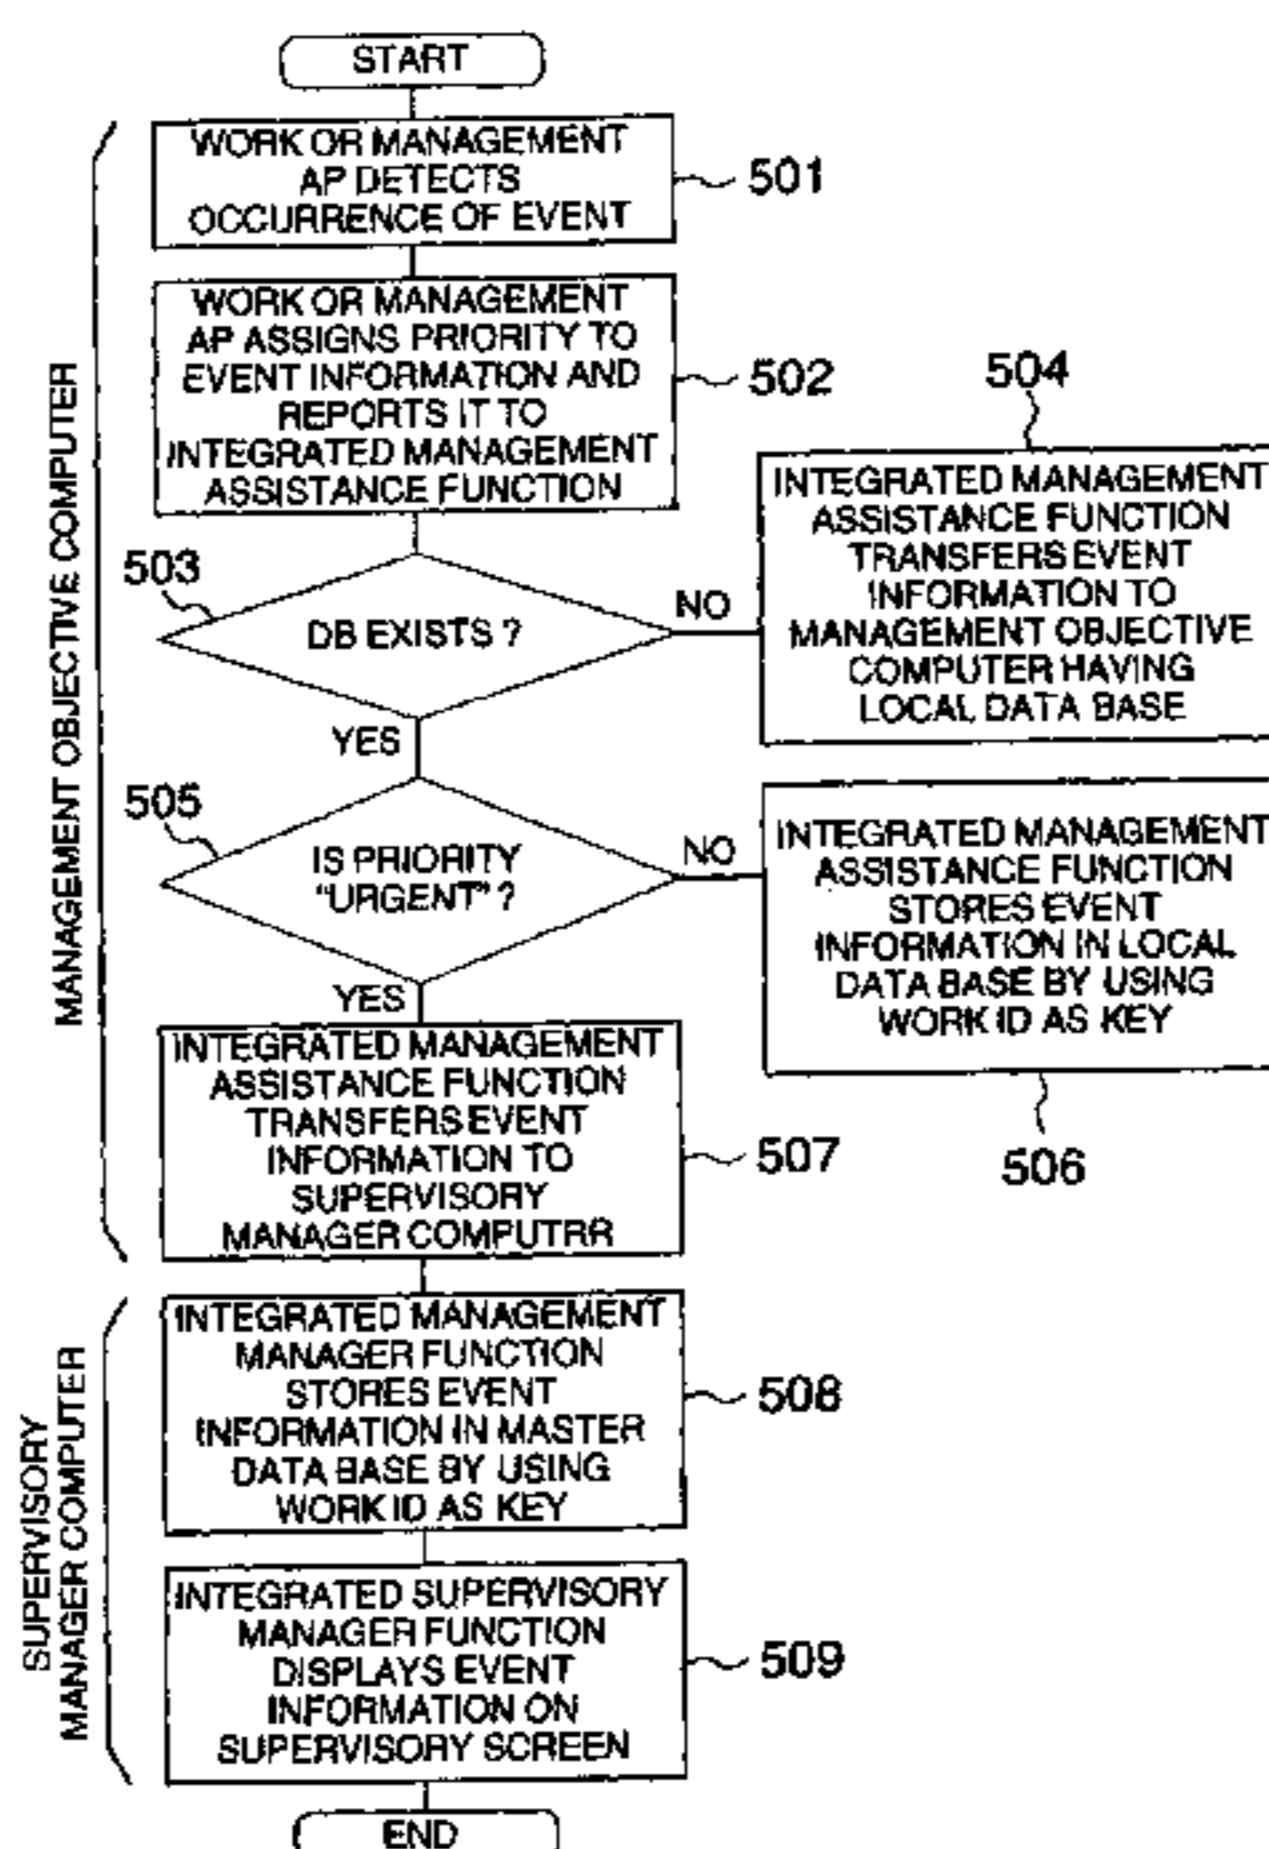 START
WORK OR MANAGEMENT
AP DETECTS
OCCURRENCE OF EVENT
501
WORK OR MANAGEMENT
AP ASSIGNS PRIORITY TO
EVENT INFORMATION AND
REPORTS IT TO
INTEGRATED MANAGEMENT
ASSISTANCE FUNCTION
502
503
DB EXISTS ?
NO
YES
504
INTEGRATED MANAGEMENT
ASSISTANCE FUNCTION
TRANSFERS EVENT
INFORMATION TO
MANAGEMENT OBJECTIVE
COMPUTER HAVING
LOCAL DATA BASE
505
IS PRIORITY
"URGENT" ?
NO
YES
INTEGRATED MANAGEMENT
ASSISTANCE FUNCTION
STORES EVENT
INFORMATION IN LOCAL
DATA BASE BY USING
WORK ID AS KEY
506
INTEGRATED MANAGEMENT
ASSISTANCE FUNCTION
TRANSFERS EVENT
INFORMATION TO
SUPERVISORY
MANAGER COMPUTRR
507
MANAGEMENT OBJECTIVE COMPUTER
INTEGRATED MANAGEMENT
MANAGER FUNCTION
STORES EVENT
INFORMATION IN MASTER
DATA BASE BY USING
WORK ID AS KEY
508
INTEGRATED SUPERVISORY
MANAGER FUNCTION
DISPLAYS EVENT
INFORMATION ON
SUPERVISORY SCREEN
509
SUPERVISORY
MANAGER COMPUTER
END